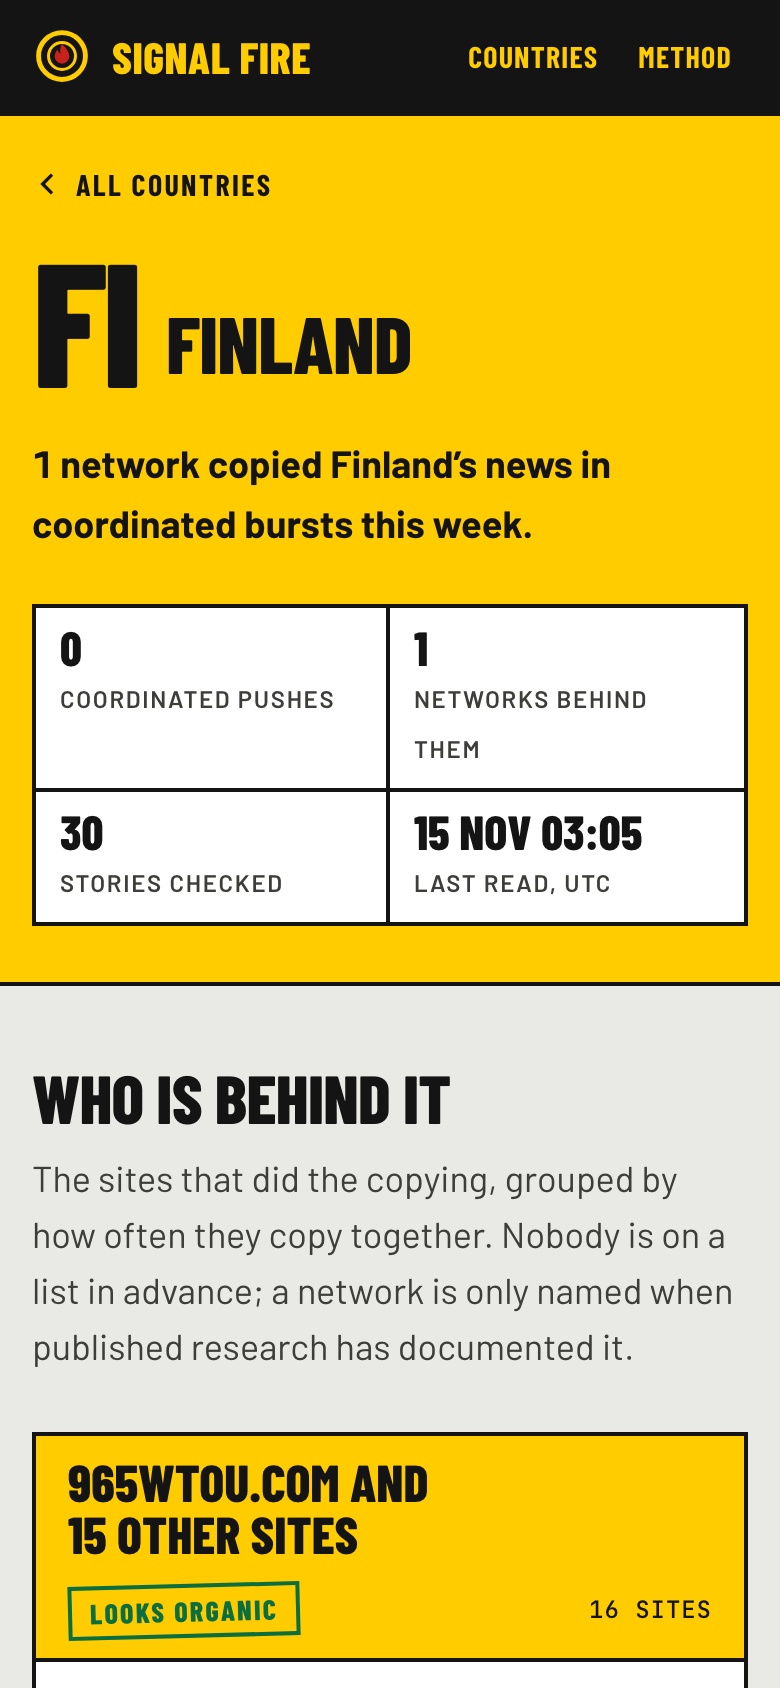 SIGNAL FIRE
COUNTRIES
METHOD
ALL COUNTRIES
FI FINLAND
1 network copied Finland’s news in
coordinated bursts this week.
0
COORDINATED PUSHES
1
NETWORKS BEHIND
THEM
30
STORIES CHECKED
15 NOV 03:05
LAST READ, UTC
WHO IS BEHIND IT
The sites that did the copying, grouped by
how often they copy together. Nobody is on a
list in advance; a network is only named when
published research has documented it.
965WTOU.COM AND
15 OTHER SITES
LOOKS ORGANIC
16 SITES